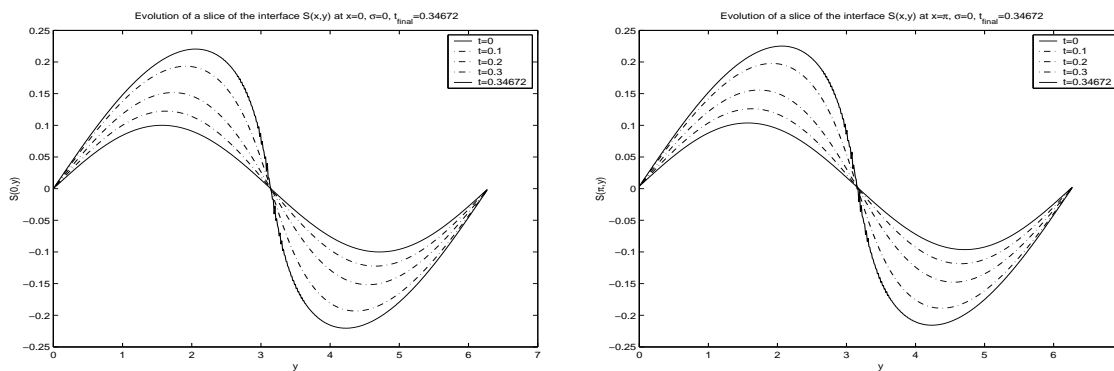 Evolution of a slice of the interface S(x,y) at x=0, σ=0, t_final=0.34672
0.25
0.2
0.15
0.1
0.05
0
−0.05
−0.1
−0.15
−0.2
−0.25
S(0,y)
0 1 2 3 4 5 6 7
y
t=0
t=0.1
t=0.2
t=0.3
t=0.34672
Evolution of a slice of the interface S(x,y) at x=π, σ=0, t_final=0.34672
0.25
0.2
0.15
0.1
0.05
0
−0.05
−0.1
−0.15
−0.2
−0.25
S(π,y)
0 1 2 3 4 5 6
y
t=0
t=0.1
t=0.2
t=0.3
t=0.34672